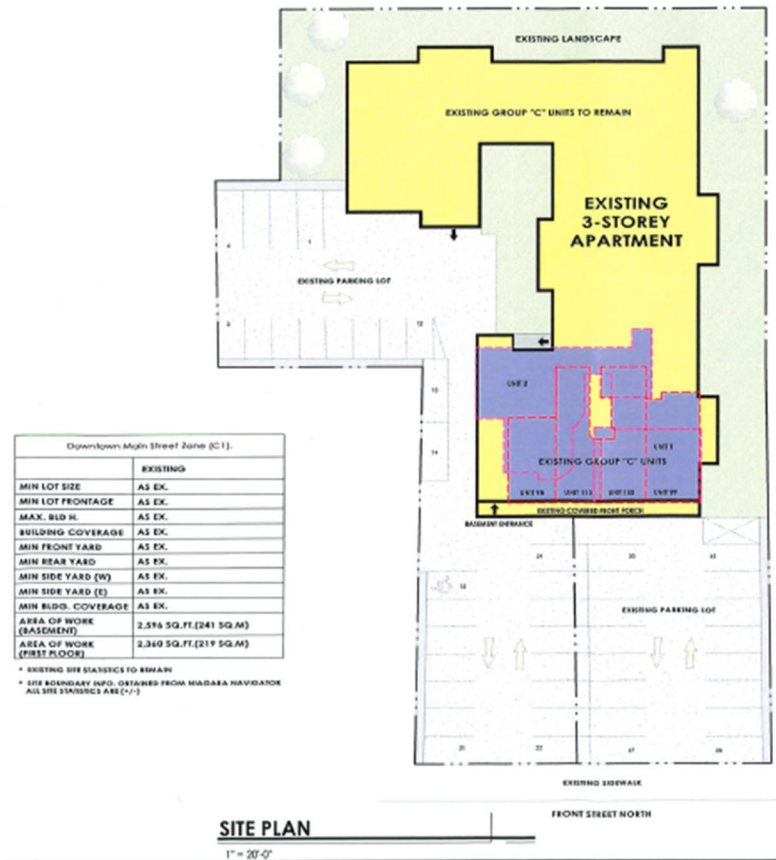 EXISTING LANDSCAPE
EXISTING GROUP "C" UNITS TO REMAIN
EXISTING
3-STOREY
APARTMENT
EXISTING PARKING LOT
UNIT 2
UNIT 1
EXISTING GROUP "C" UNITS
EXISTING COVERED FRONT PORCH
BASEMENT ENTRANCE
EXISTING PARKING LOT
EXISTING SIDEWALK
FRONT STREET NORTH
Downtown Main Street Zone (C1).
EXISTING
MIN LOT SIZE AS EX.
MIN LOT FRONTAGE AS EX.
MAX. BLD H. AS EX.
BUILDING COVERAGE AS EX.
MIN FRONT YARD AS EX.
MIN REAR YARD AS EX.
MIN SIDE YARD (W) AS EX.
MIN SIDE YARD (E) AS EX.
MIN BLDG. COVERAGE AS EX.
AREA OF WORK 2,596 SQ.FT.(241 SQ.M)
(BASEMENT)
AREA OF WORK 2,360 SQ.FT.(219 SQ.M)
(FIRST FLOOR)
* EXISTING SITE STATISTICS TO REMAIN
* SITE BOUNDARY INFO. OBTAINED FROM NIAGARA NAVIGATOR
ALL SITE STATISTICS ARE (+/-)
SITE PLAN
1" = 20'-0"